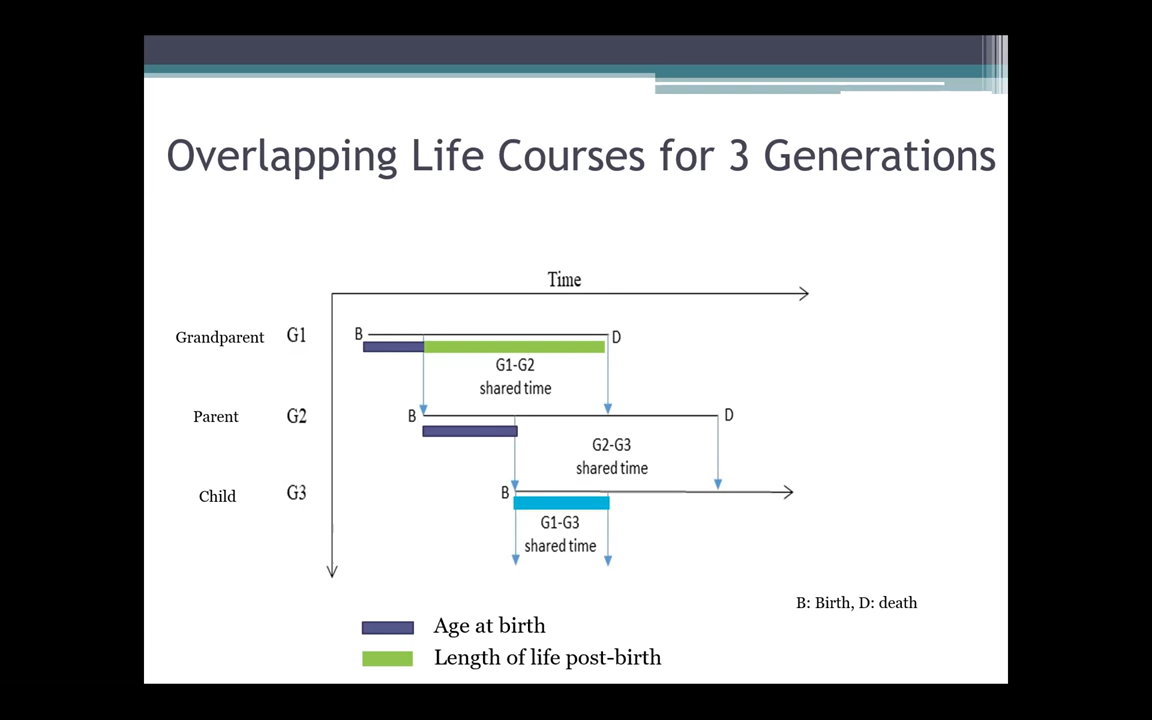 Overlapping Life Courses for 3 Generations
Time
Grandparent G1 B D
G1-G2
shared time
Parent G2 B D
G2-G3
shared time
Child G3 B
G1-G3
shared time
B: Birth, D: death
Age at birth
Length of life post-birth